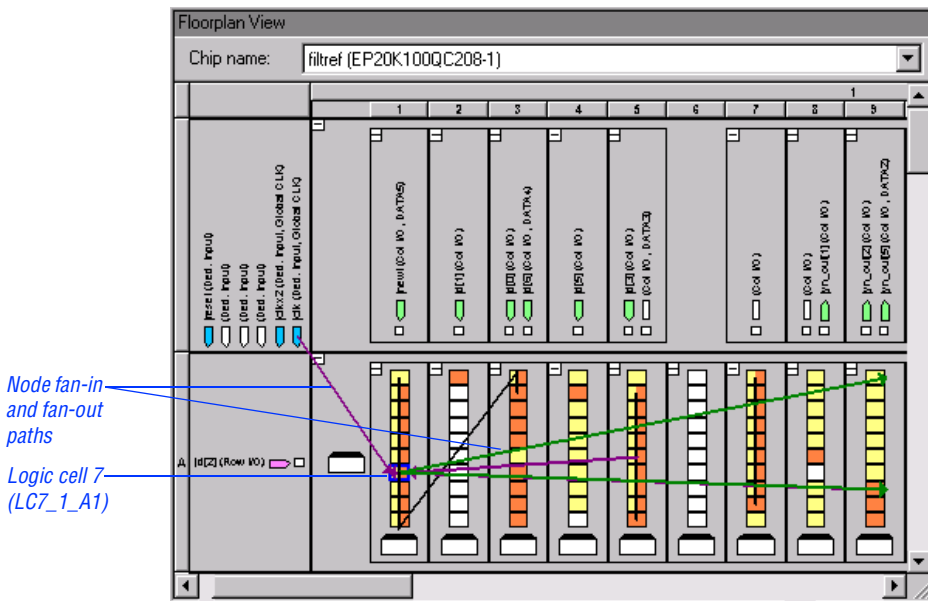 Floorplan View
Chip name:
filtref (EP20K100QC208-1)
1
1 2 3 4 5 6 7 8 9
|reset (Ded. Input)
(Ded. Input)
(Ded. Input)
(Ded. Input)
|clkx2 (Ded. Input, Global CLK)
|clk (Ded. Input, Global CLK)
|newt (Col I/O , DATA5)
|d[1] (Col I/O )
|d[0] (Col I/O )
|d[6] (Col I/O , DATA4)
|d[5] (Col I/O )
|d[3] (Col I/O )
(Col I/O , DATA3)
(Col I/O )
(Col I/O )
|yn_out[1] (Col I/O )
|yn_out[2] (Col I/O )
|yn_out[5] (Col I/O , DATA2)
Node fan-in
and fan-out
paths
A |d[2] (Row I/O )
Logic cell 7
(LC7_1_A1)